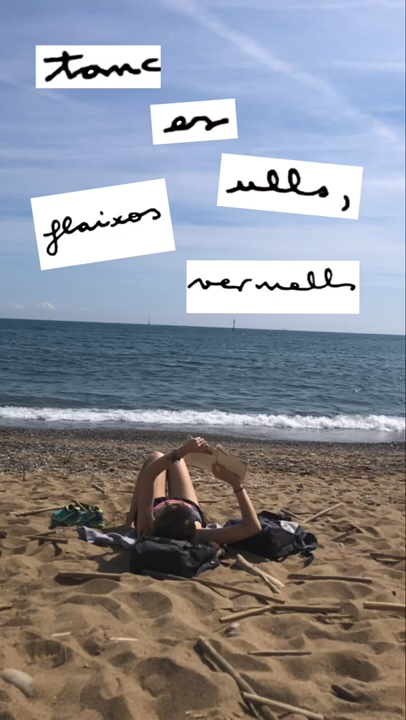 tanc
es
ulls,
flaixos
vermells